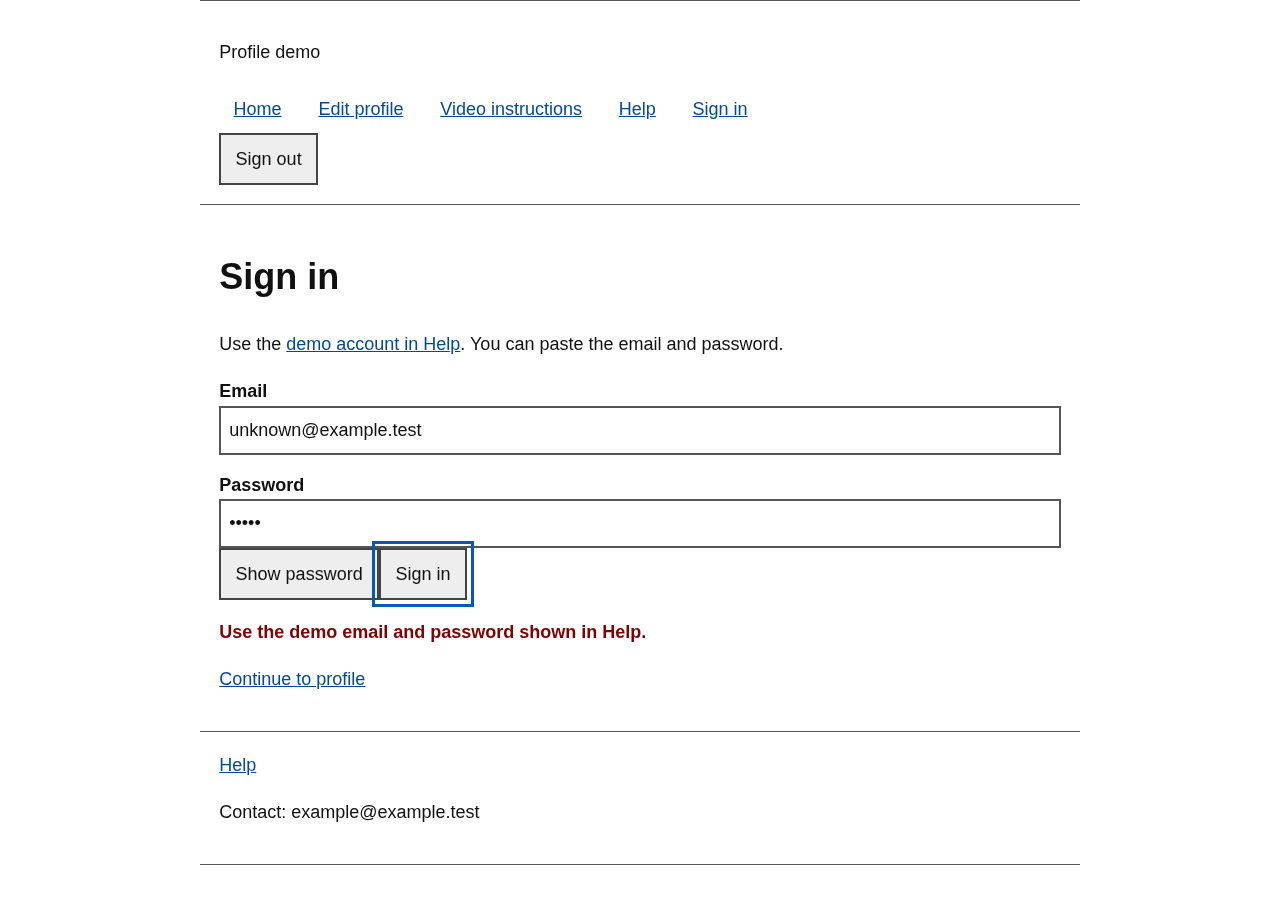 Profile demo
Home Edit profile Video instructions Help Sign in
Sign out
Sign in
Use the demo account in Help. You can paste the email and password.
Email
unknown@example.test
Password
•••••
Show password Sign in
Use the demo email and password shown in Help.
Continue to profile
Help
Contact: example@example.test